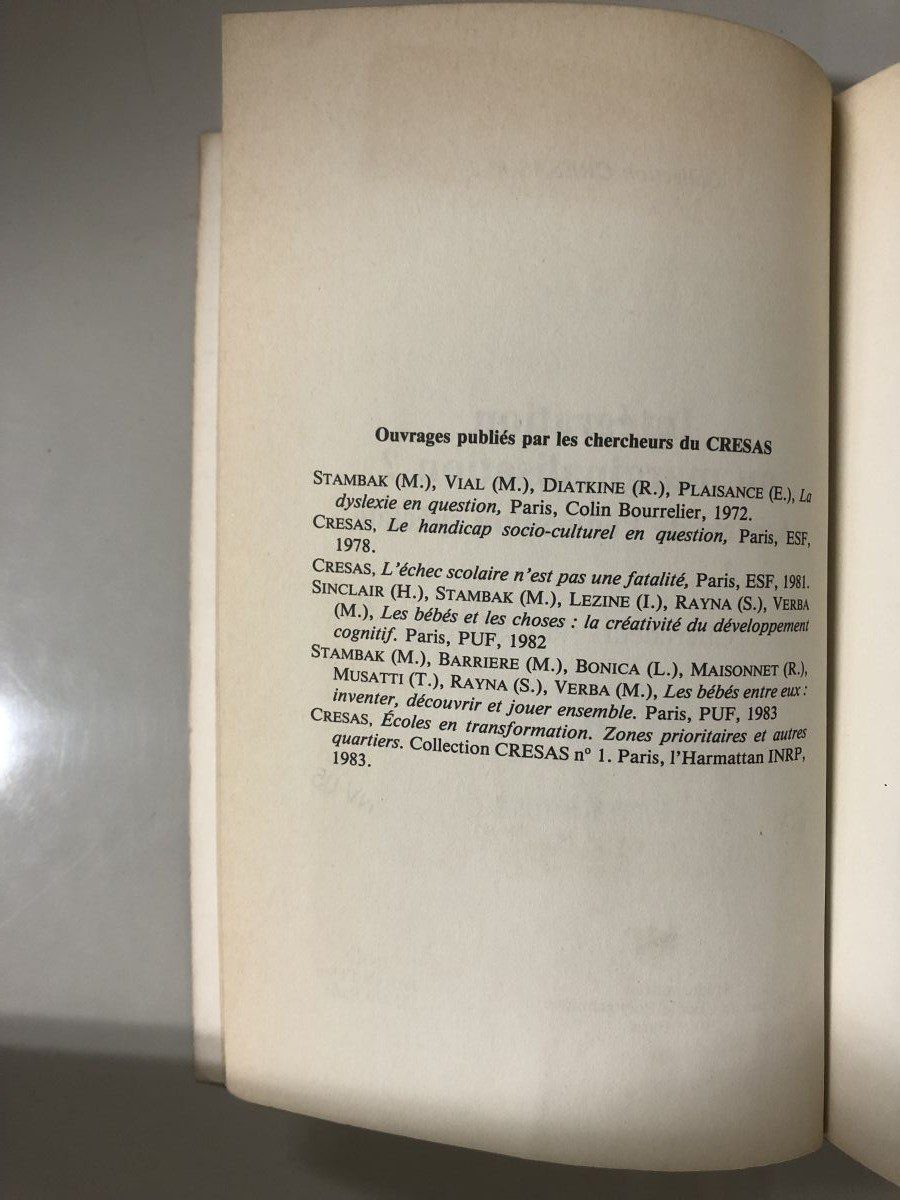 Ouvrages publiés par les chercheurs du CRESAS
STAMBAK (M.), VIAL (M.), DIATKINE (R.), PLAISANCE (E.), La
dyslexie en question, Paris, Colin Bourrelier, 1972.
CRESAS, Le handicap socio-culturel en question, Paris, ESF,
1978.
CRESAS, L'échec scolaire n'est pas une fatalité, Paris, ESF, 1981.
SINCLAIR (H.), STAMBAK (M.), LEZINE (I.), RAYNA (S.), VERBA
(M.), Les bébés et les choses : la créativité du développement
cognitif. Paris, PUF, 1982
STAMBAK (M.), BARRIERE (M.), BONICA (L.), MAISONNET (R.),
MUSATTI (T.), RAYNA (S.), VERBA (M.), Les bébés entre eux :
inventer, découvrir et jouer ensemble. Paris, PUF, 1983
CRESAS, Écoles en transformation. Zones prioritaires et autres
quartiers. Collection CRESAS n° 1. Paris, l'Harmattan INRP,
1983.